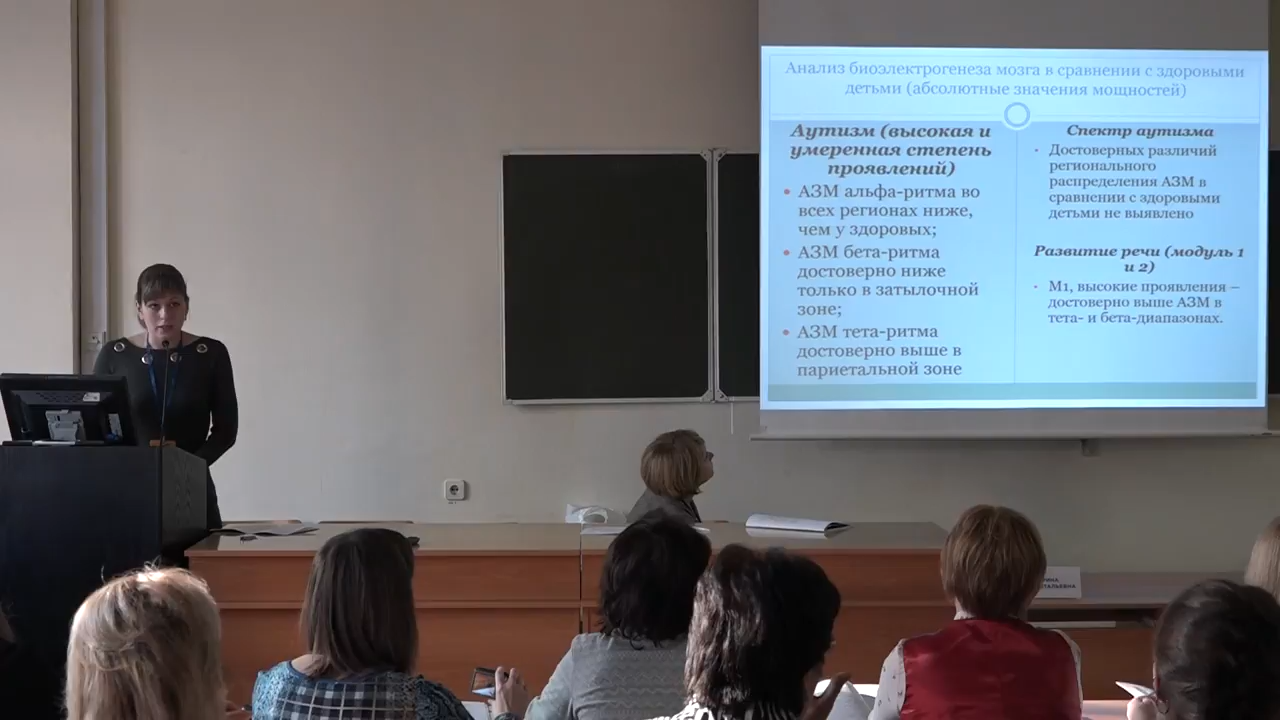 Анализ биоэлектрогенеза мозга в сравнении с здоровыми
детьми (абсолютные значения мощностей)
Аутизм (высокая и
умеренная степень
проявлений)
• АЗМ альфа-ритма во
всех регионах ниже,
чем у здоровых;
• АЗМ бета-ритма
достоверно ниже
только в затылочной
зоне;
• АЗМ тета-ритма
достоверно выше в
париетальной зоне
Спектр аутизма
• Достоверных различий
регионального
распределения АЗМ в
сравнении с здоровыми
детьми не выявлено
Развитие речи (модуль 1
и 2)
• М1, высокие проявления –
достоверно выше АЗМ в
тета- и бета-диапазонах.